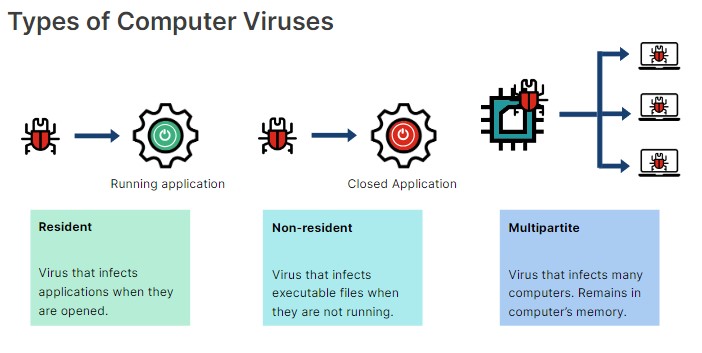 Types of Computer Viruses
Running application
Closed Application
Resident
Virus that infects
applications when they
are opened.
Non-resident
Virus that infects
executable files when
they are not running.
Multipartite
Virus that infects many
computers. Remains in
computer's memory.